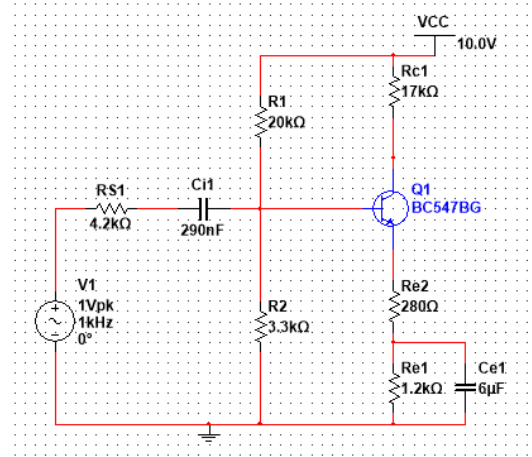 VCC
10.0V
Rc1
17kΩ
R1
20kΩ
Q1
BC547BG
Ci1
290nF
RS1
4.2kΩ
V1
1Vpk
1kHz
0°
R2
3.3kΩ
Re2
280Ω
Re1
1.2kΩ
Ce1
6µF